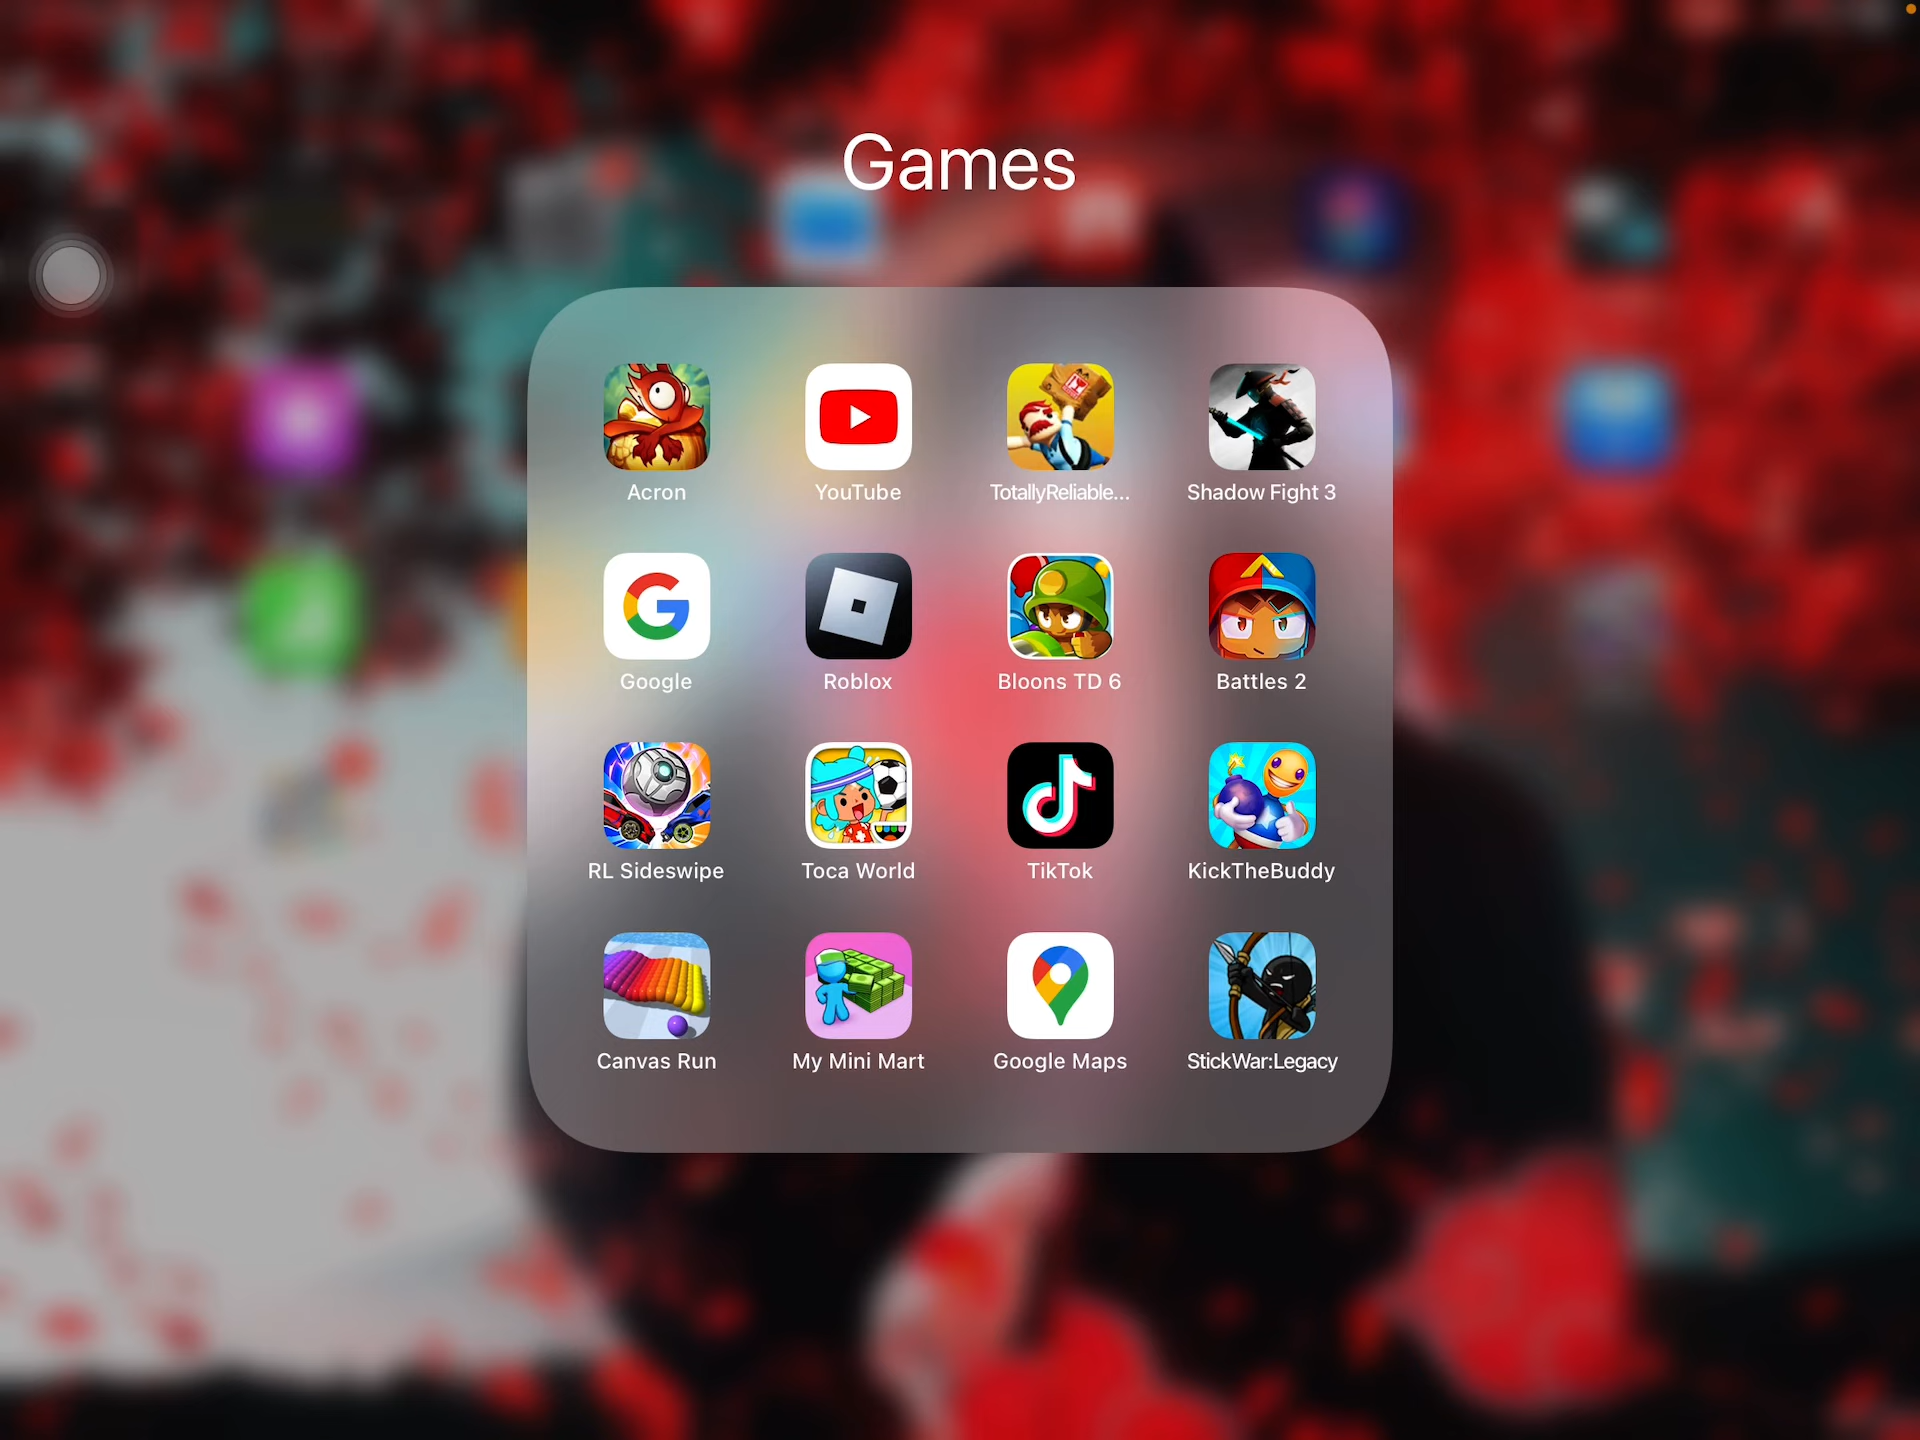 Games
Acron
YouTube
TotallyReliable...
Shadow Fight 3
Google
Roblox
Bloons TD 6
Battles 2
RL Sideswipe
Toca World
TikTok
KickTheBuddy
Canvas Run
My Mini Mart
Google Maps
StickWar:Legacy